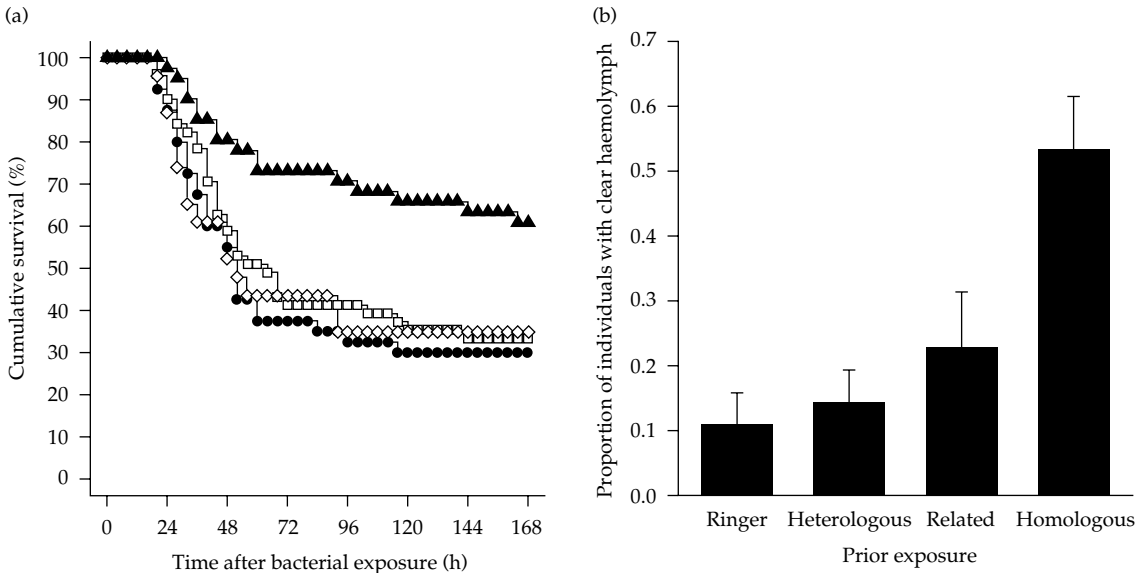 (a)
100
90
80
70
60
50
40
30
20
10
0
Cumulative survival (%)
0 24 48 72 96 120 144 168
Time after bacterial exposure (h)
(b)
0.7
0.6
0.5
0.4
0.3
0.2
0.1
0.0
Proportion of individuals with clear haemolymph
Ringer Heterologous Related Homologous
Prior exposure